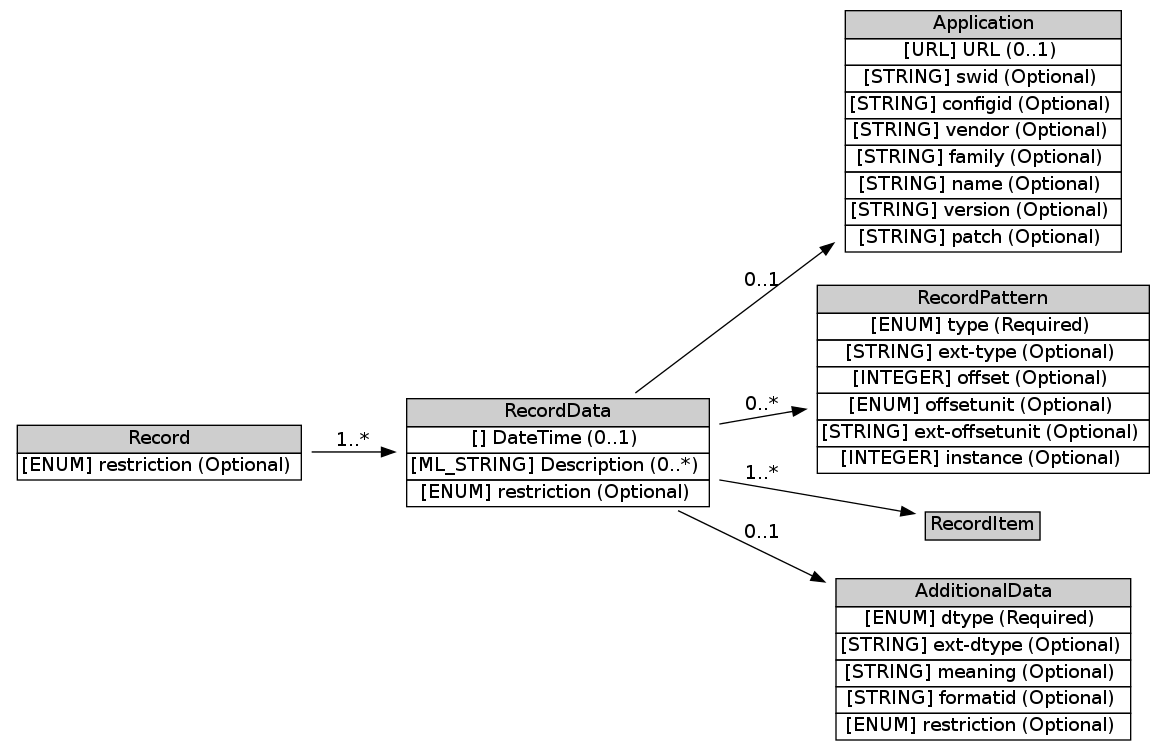 Record
[ENUM] restriction (Optional)
1..*
RecordData
[] DateTime (0..1)
[ML_STRING] Description (0..*)
[ENUM] restriction (Optional)
0..1
Application
[URL] URL (0..1)
[STRING] swid (Optional)
[STRING] configid (Optional)
[STRING] vendor (Optional)
[STRING] family (Optional)
[STRING] name (Optional)
[STRING] version (Optional)
[STRING] patch (Optional)
0..*
RecordPattern
[ENUM] type (Required)
[STRING] ext-type (Optional)
[INTEGER] offset (Optional)
[ENUM] offsetunit (Optional)
[STRING] ext-offsetunit (Optional)
[INTEGER] instance (Optional)
1..*
RecordItem
0..1
AdditionalData
[ENUM] dtype (Required)
[STRING] ext-dtype (Optional)
[STRING] meaning (Optional)
[STRING] formatid (Optional)
[ENUM] restriction (Optional)